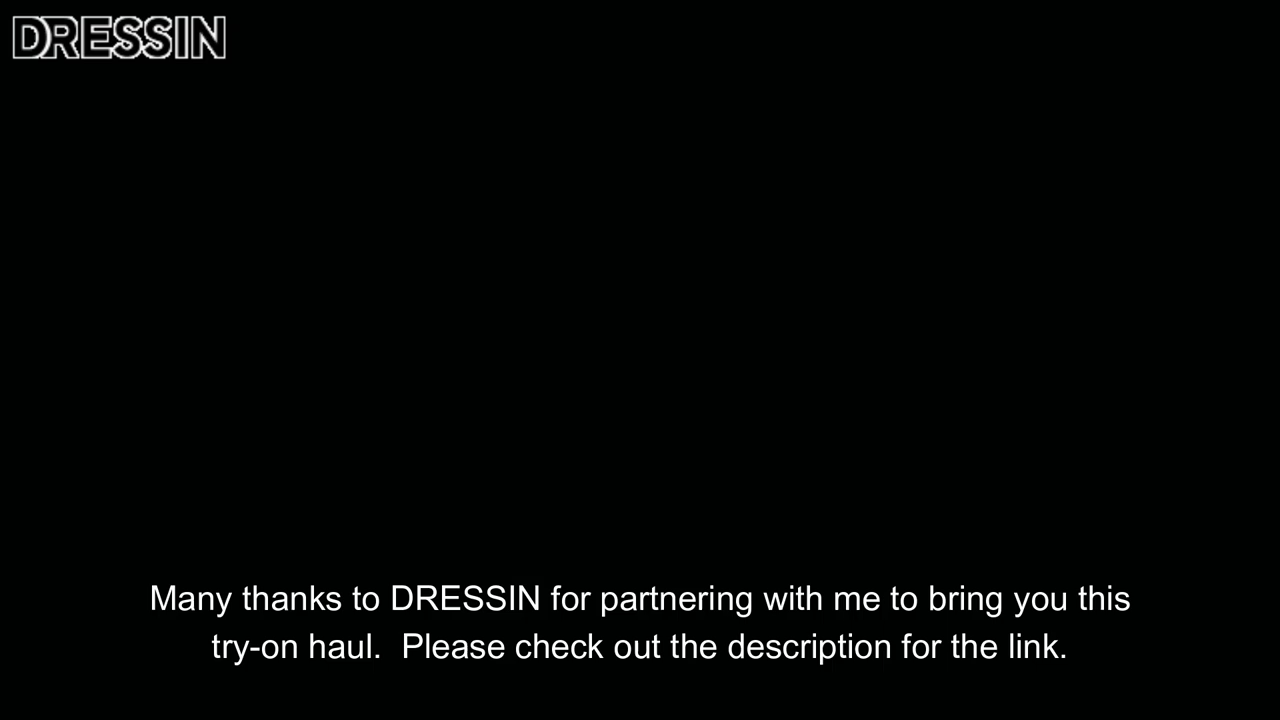 DRESSIN
Many thanks to DRESSIN for partnering with me to bring you this
try-on haul.  Please check out the description for the link.